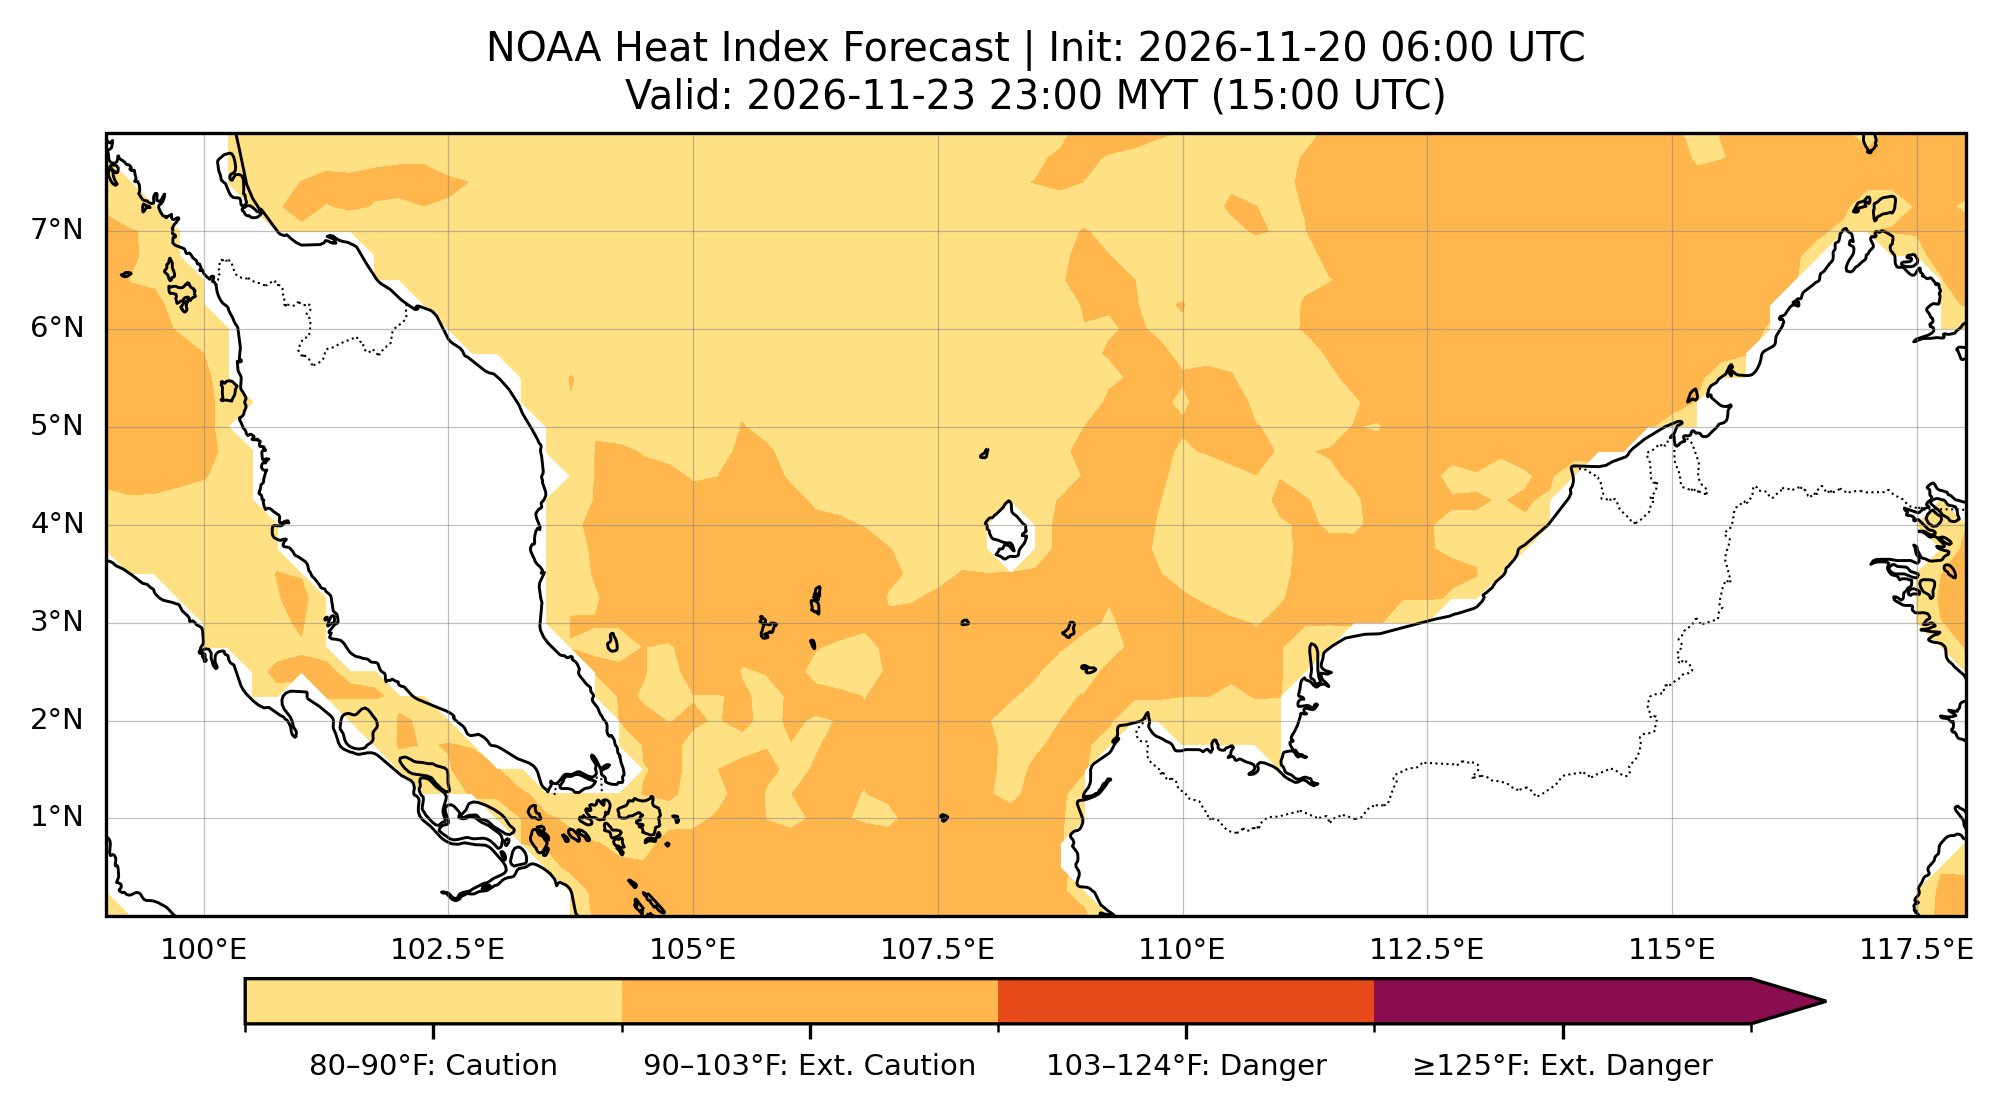 NOAA Heat Index Forecast | Init: 2026-11-20 06:00 UTC
Valid: 2026-11-23 23:00 MYT (15:00 UTC)
7°N
6°N
5°N
4°N
3°N
2°N
1°N
100°E
102.5°E
105°E
107.5°E
110°E
112.5°E
115°E
117.5°E
80–90°F: Caution
90–103°F: Ext. Caution
103–124°F: Danger
≥125°F: Ext. Danger